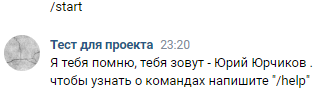 /start
Тест для проекта 23:20
Я тебя помню, тебя зовут - Юрий Юрчиков .
чтобы узнать о командах напишите "/help"